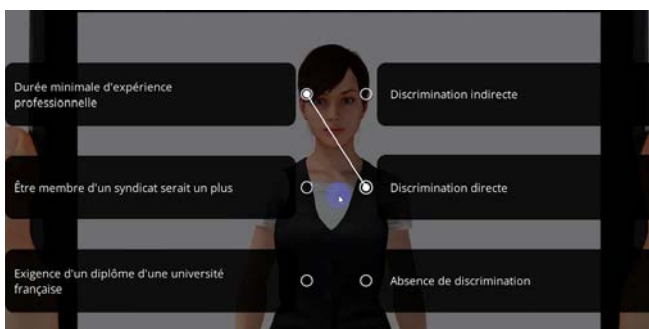 Durée minimale d'expérience
professionnelle
Discrimination indirecte
Être membre d'un syndicat serait un plus
Discrimination directe
Exigence d'un diplôme d'une université
française
Absence de discrimination